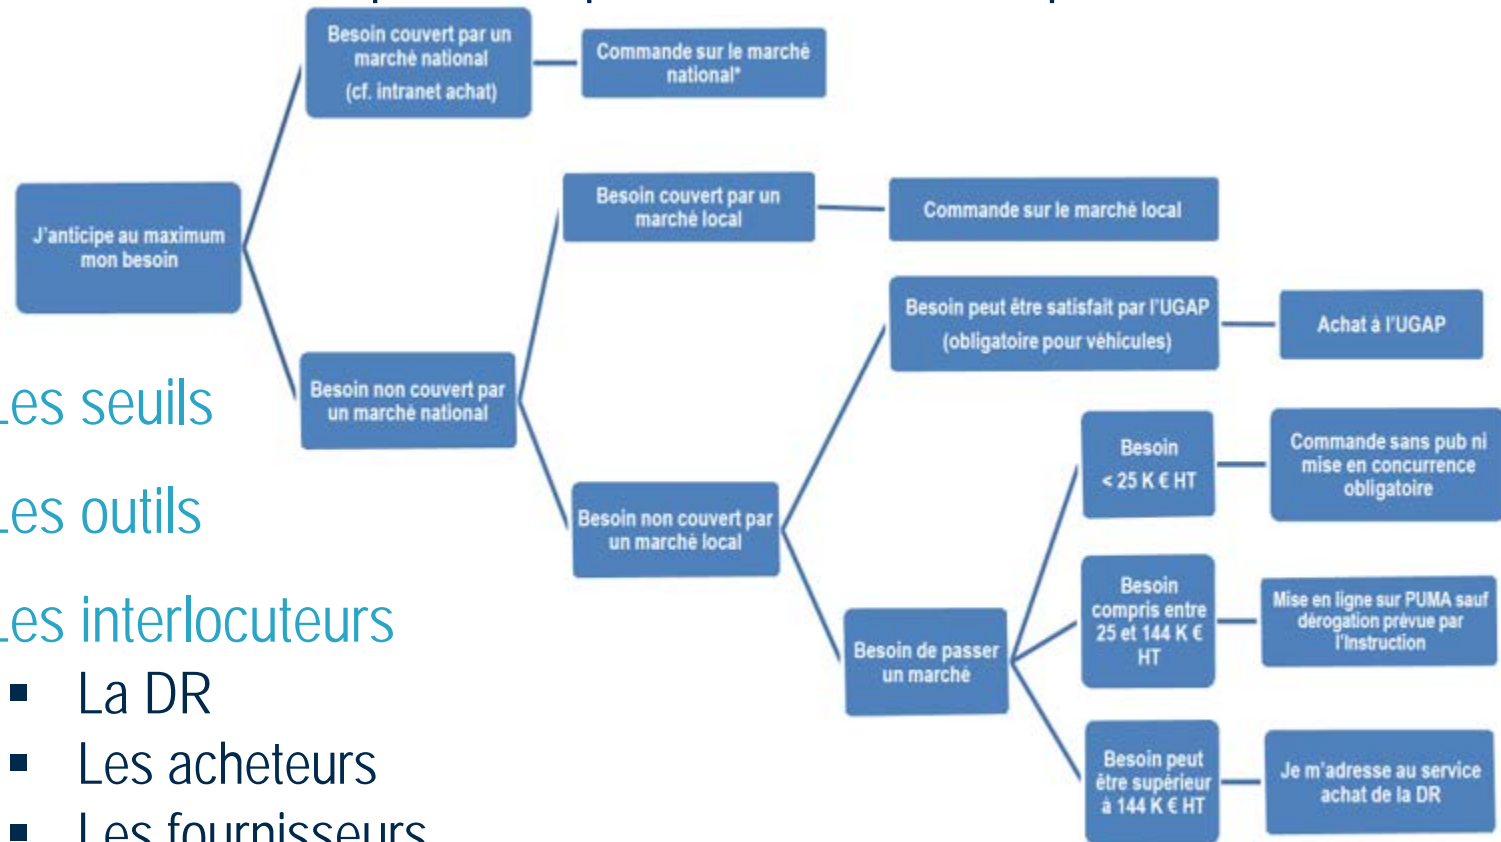 Besoin couvert par un
marché national
(cf. intranet achat)
Commande sur le marché
national*
J'anticipe au maximum
mon besoin
Besoin couvert par un
marché local
Commande sur le marché local
Besoin non couvert par
un marché national
Besoin peut être satisfait par l'UGAP
(obligatoire pour véhicules)
Achat à l'UGAP
Besoin non couvert par
un marché local
Besoin
< 25 K € HT
Commande sans pub ni
mise en concurrence
obligatoire
Besoin de passer
un marché
Besoin
compris entre
25 et 144 K €
HT
Mise en ligne sur PUMA sauf
dérogation prévue par
l'Instruction
Besoin peut
être supérieur
à 144 K € HT
Je m'adresse au service
achat de la DR
Les seuils
Les outils
Les interlocuteurs
▪ La DR
▪ Les acheteurs
▪ Les fournisseurs